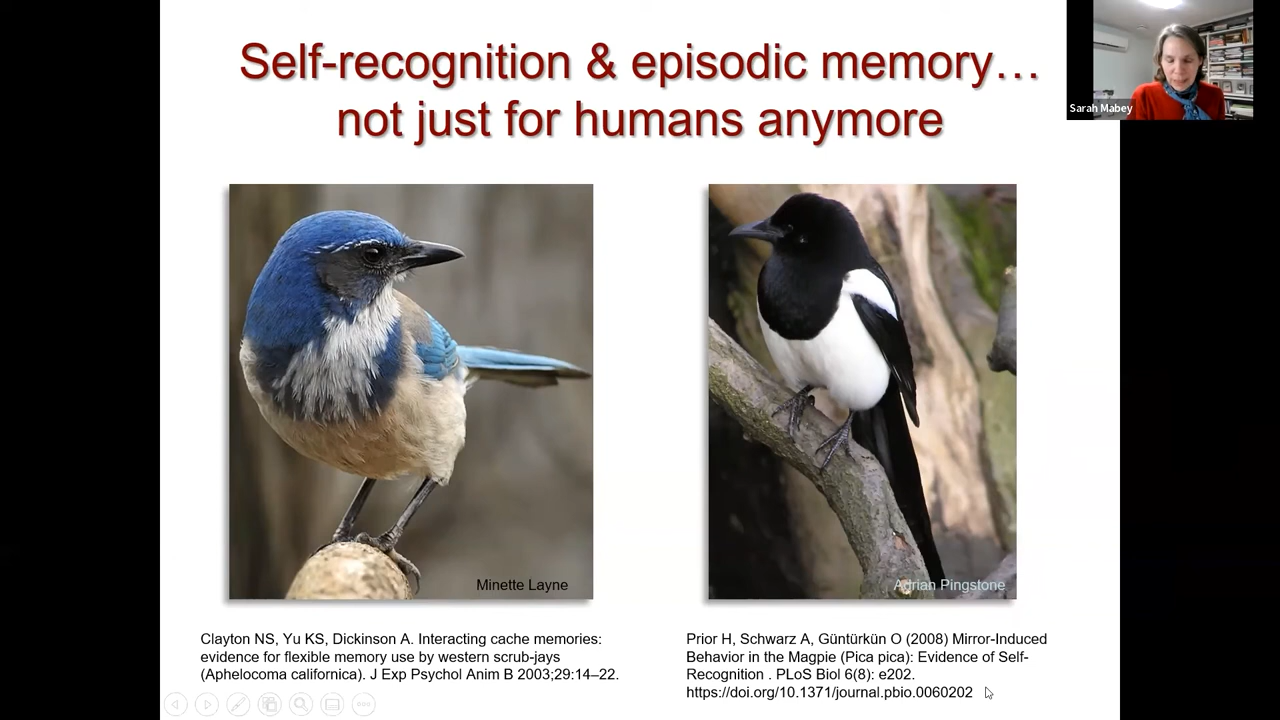 Self-recognition & episodic memory…
not just for humans anymore
Sarah Mabey
Minette Layne
Adrian Pingstone
Clayton NS, Yu KS, Dickinson A. Interacting cache memories:
evidence for flexible memory use by western scrub-jays
(Aphelocoma californica). J Exp Psychol Anim B 2003;29:14–22.
Prior H, Schwarz A, Güntürkün O (2008) Mirror-Induced
Behavior in the Magpie (Pica pica): Evidence of Self-
Recognition . PLoS Biol 6(8): e202.
https://doi.org/10.1371/journal.pbio.0060202